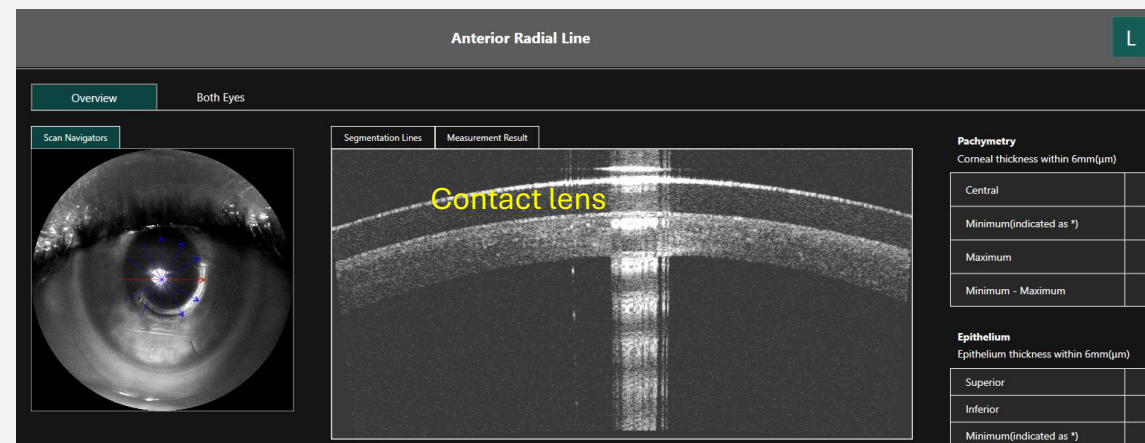 Anterior Radial Line
L
Overview
Both Eyes
Scan Navigators
Segmentation Lines
Measurement Result
Contact lens
Pachymetry
Corneal thickness within 6mm(μm)
Central
Minimum(indicated as *)
Maximum
Minimum - Maximum
Epithelium
Epithelium thickness within 6mm(μm)
Superior
Inferior
Minimum(indicated as *)